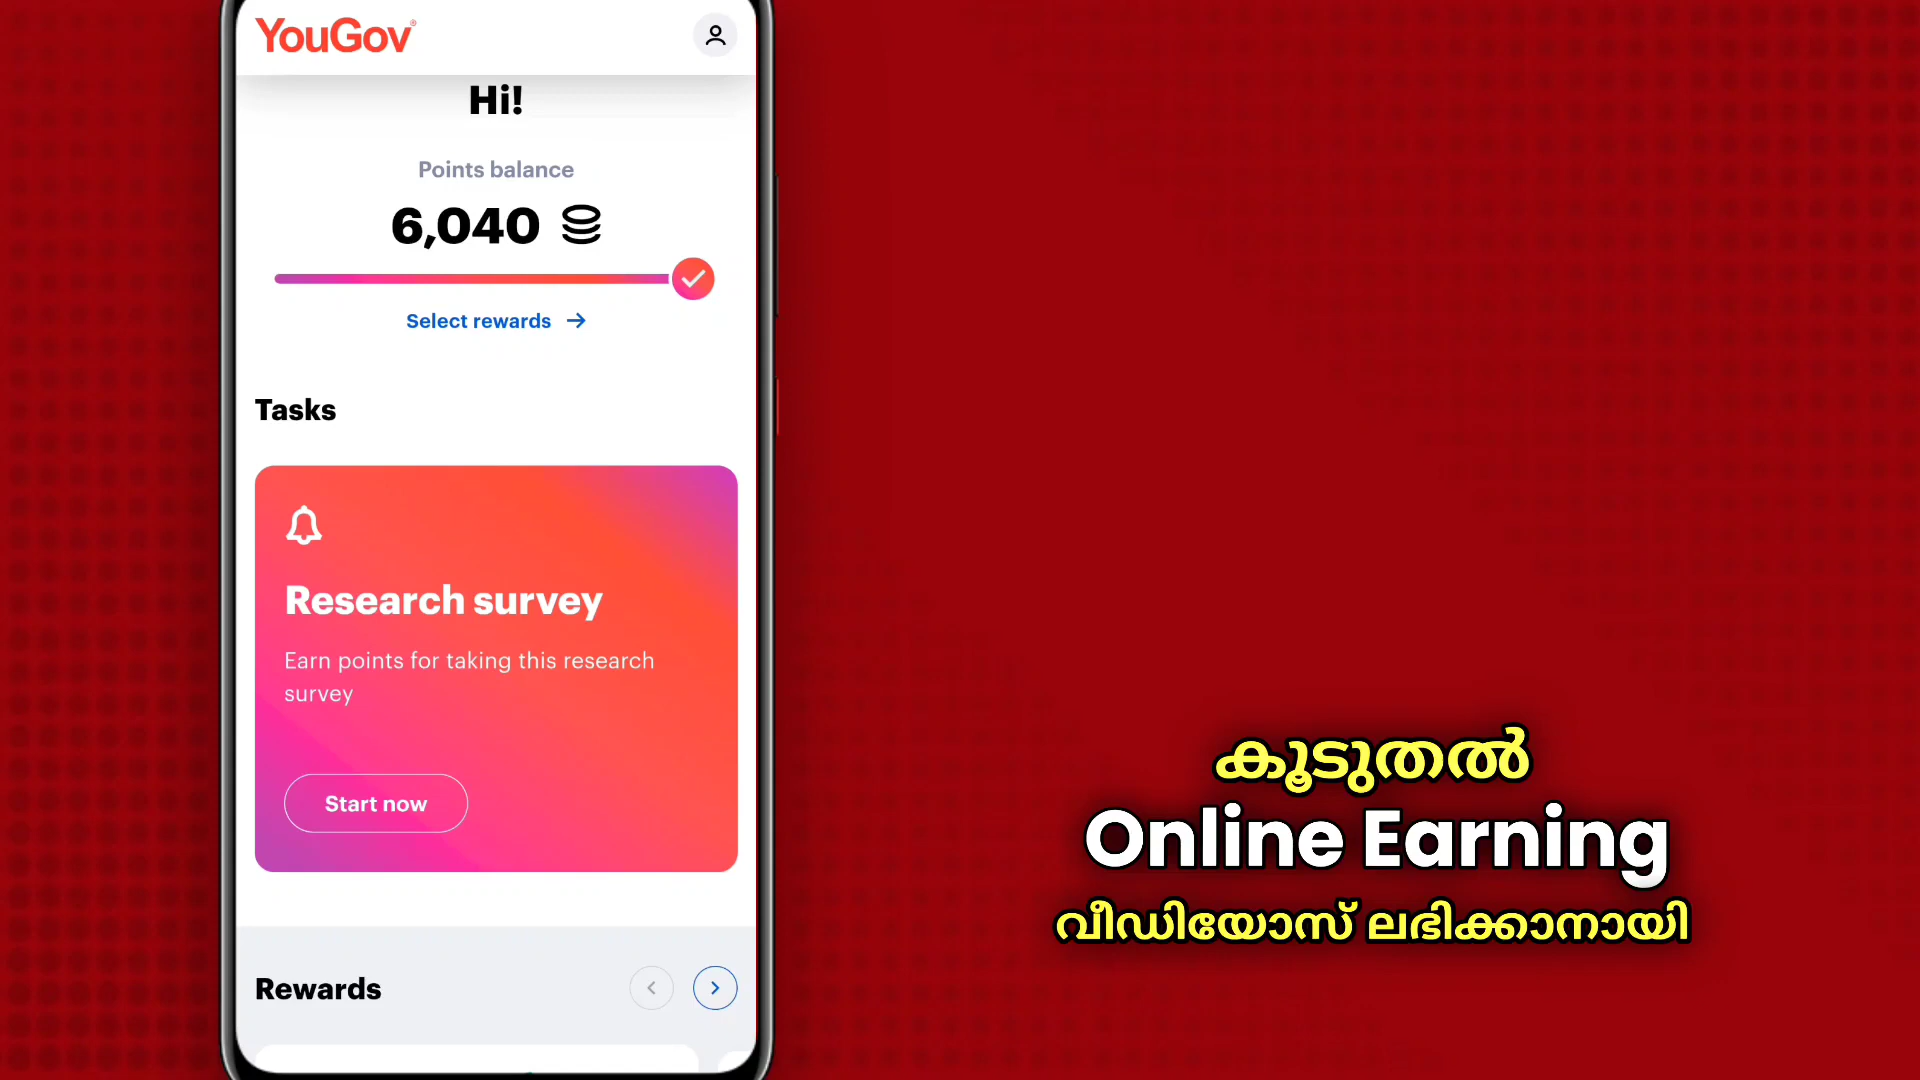 YouGov®
Hi!
Points balance
6,040
Select rewards
Tasks
Research survey
Earn points for taking this research
survey
Start now
Rewards
കൂടുതൽ
Online Earning
വീഡിയോസ് ലഭിക്കാനായി